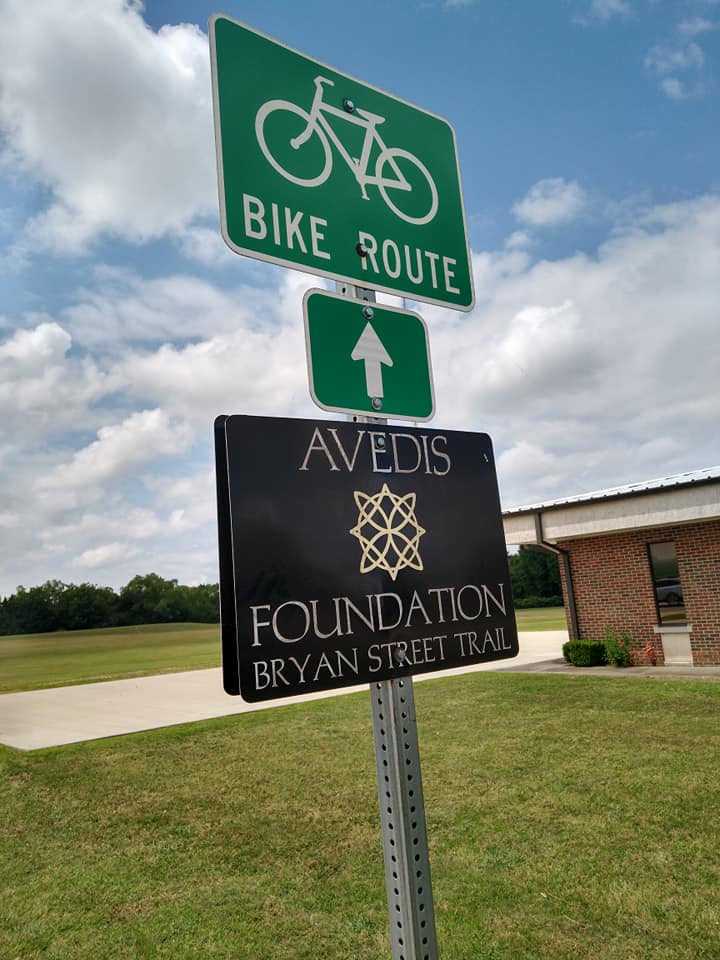 BIKE ROUTE
AVEDIS
FOUNDATION
BRYAN STREET TRAIL